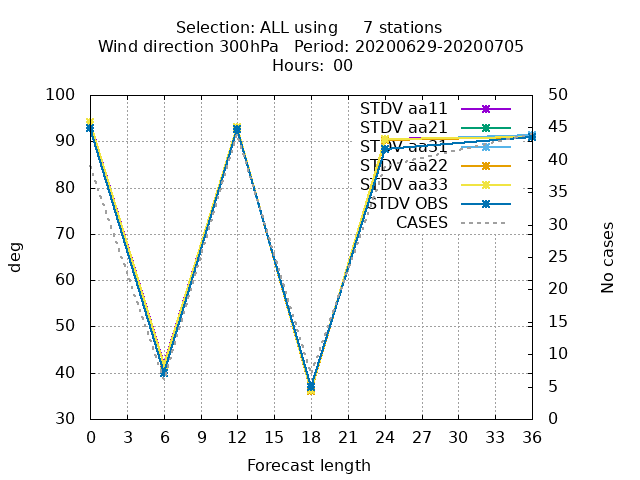 Selection: ALL using 7 stations
Wind direction 300hPa Period: 20200629-20200705
Hours: 00
100 50
90 45
80 40
70 35
60 30
50 25
40 20
30 15
10
5
0
deg
No cases
STDV aa11
STDV aa21
STDV aa31
STDV aa22
STDV aa33
STDV OBS
CASES
0 3 6 9 12 15 18 21 24 27 30 33 36
Forecast length